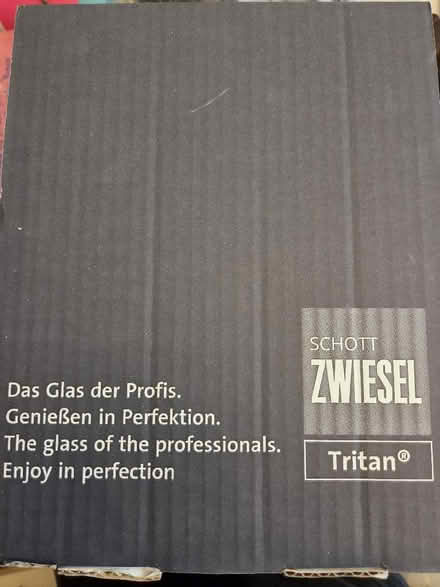 SCHOTT
ZWIESEL
Tritan®
Das Glas der Profis.
Genießen in Perfektion.
The glass of the professionals.
Enjoy in perfection